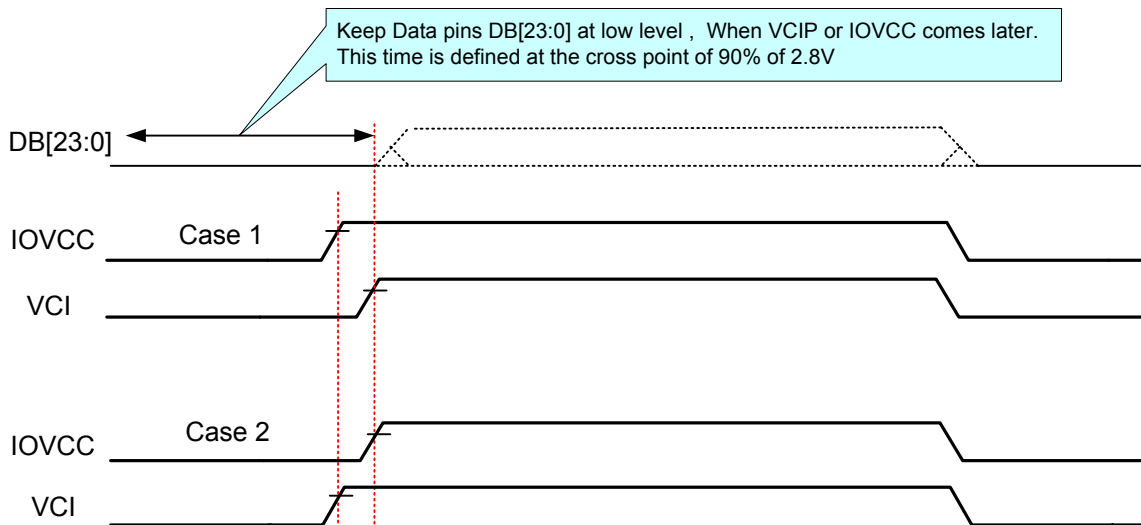 Keep Data pins DB[23:0] at low level , When VCIP or IOVCC comes later.
This time is defined at the cross point of 90% of 2.8V
DB[23:0]
IOVCC
Case 1
VCI
IOVCC
Case 2
VCI